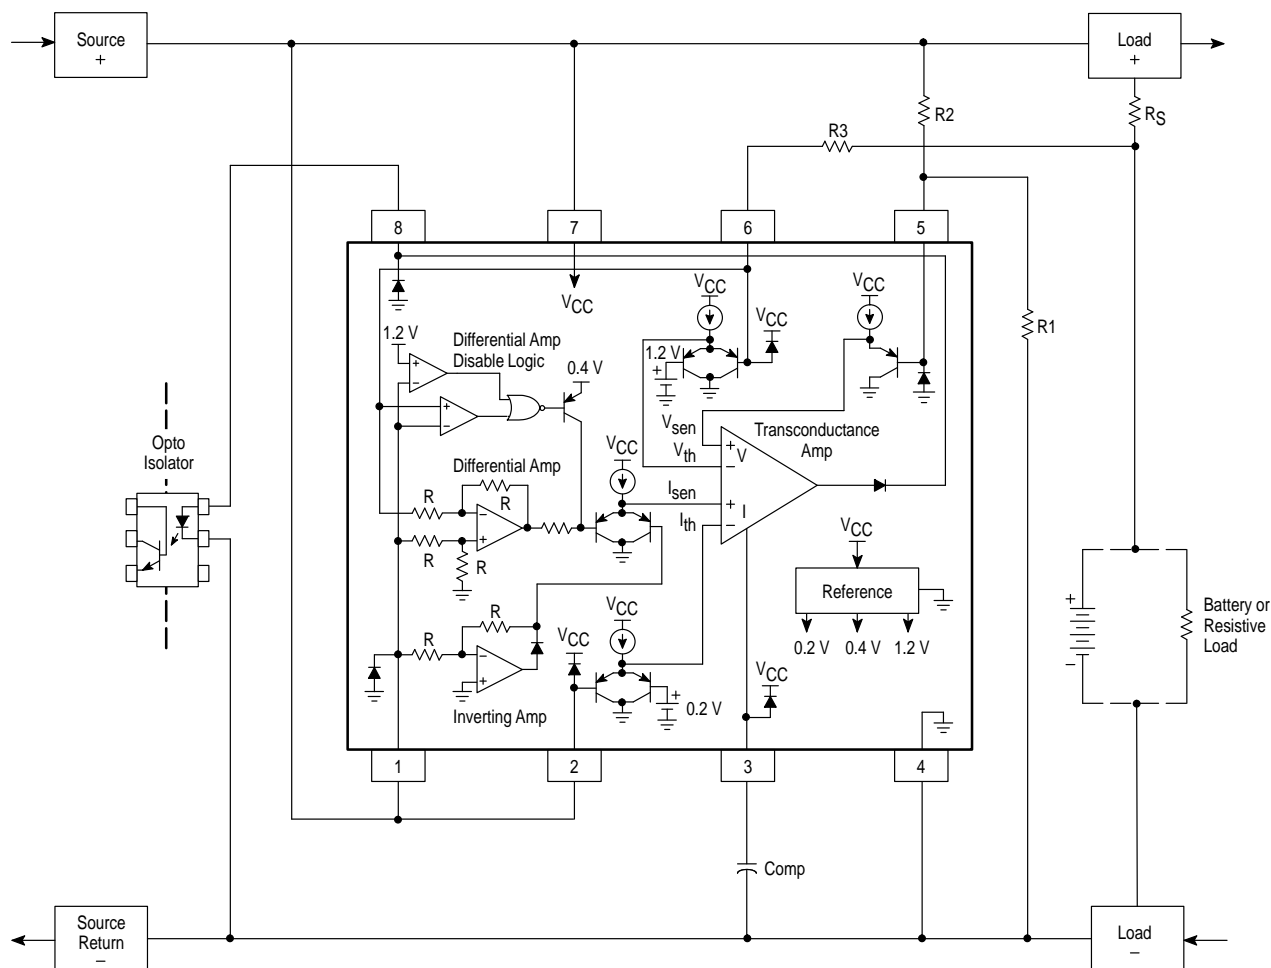 Source
+
Load
+
R2
R3
RS
8
7
6
5
VCC
VCC
VCC
VCC
R1
1.2 V
Differential Amp
Disable Logic
1.2 V
+
0.4 V
+
−
+
−
Vsen
Transconductance
Amp
Vth
+
V
−
VCC
Opto
Isolator
Differential Amp
Isen
R
R
Ith
+
I
−
−
+
R
R
VCC
Reference
0.2 V
0.4 V
1.2 V
+
−
Battery or
Resistive
Load
R
VCC
VCC
R
−
+
VCC
+
0.2 V
Inverting Amp
1
2
3
4
Comp
Source
Return
−
Load
−